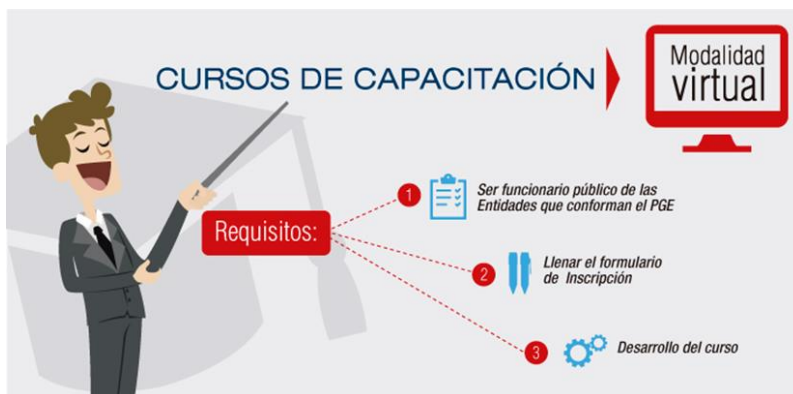 CURSOS DE CAPACITACIÓN
Modalidad
virtual
Requisitos:
1
Ser funcionario público de las
Entidades que conforman el PGE
2
Llenar el formulario
de Inscripción
3
Desarrollo del curso